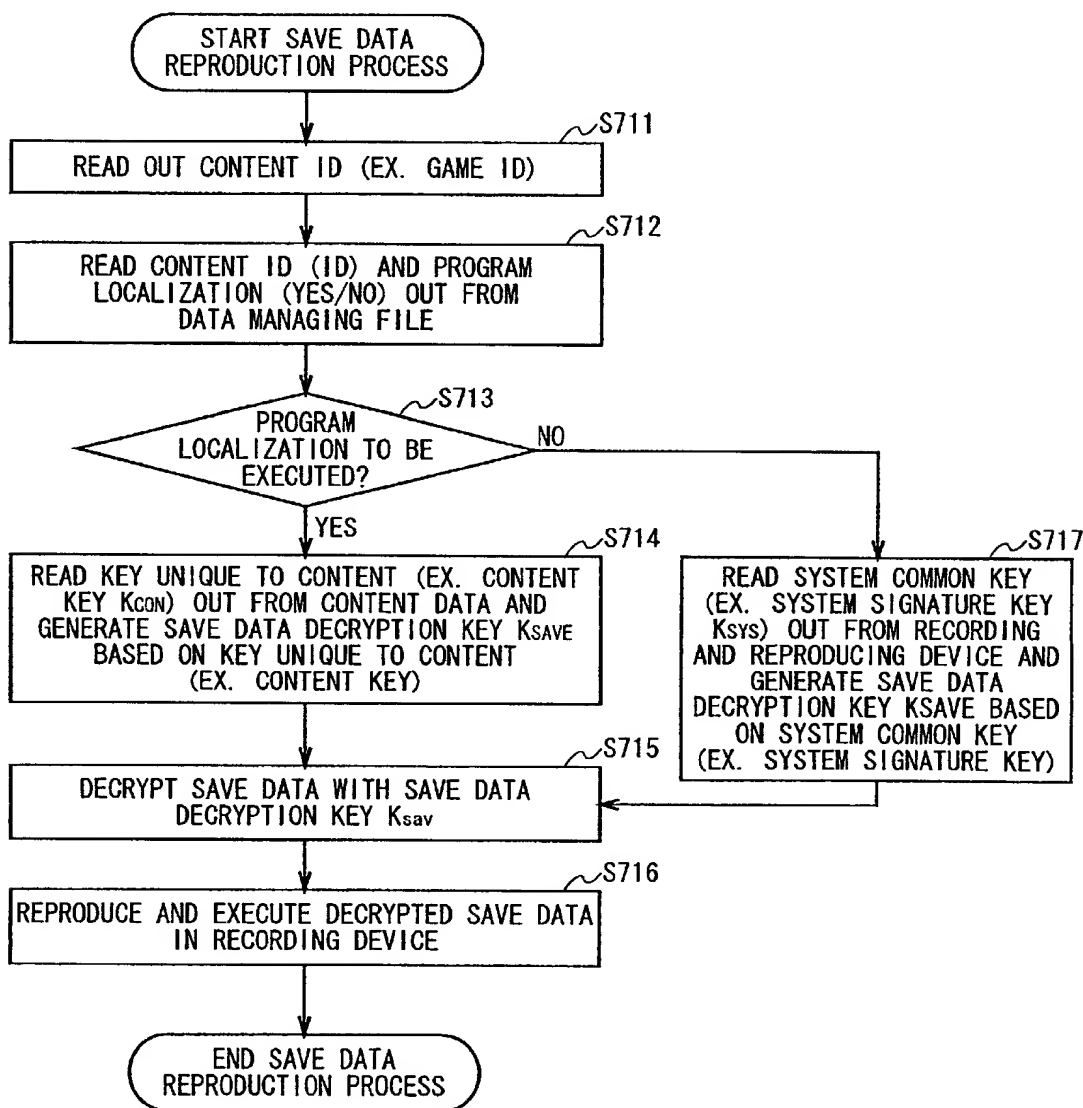 START SAVE DATA
REPRODUCTION PROCESS
S711
READ OUT CONTENT ID (EX. GAME ID)
S712
READ CONTENT ID (ID) AND PROGRAM
LOCALIZATION (YES/NO) OUT FROM
DATA MANAGING FILE
S713
PROGRAM
LOCALIZATION TO BE
EXECUTED?
NO
YES
S714
READ KEY UNIQUE TO CONTENT (EX. CONTENT
KEY KCON) OUT FROM CONTENT DATA AND
GENERATE SAVE DATA DECRYPTION KEY KSAVE
BASED ON KEY UNIQUE TO CONTENT
(EX. CONTENT KEY)
S717
READ SYSTEM COMMON KEY
(EX. SYSTEM SIGNATURE KEY
KSYS) OUT FROM RECORDING
AND REPRODUCING DEVICE AND
GENERATE SAVE DATA
DECRYPTION KEY KSAVE BASED
ON SYSTEM COMMON KEY
(EX. SYSTEM SIGNATURE KEY)
S715
DECRYPT SAVE DATA WITH SAVE DATA
DECRYPTION KEY Ksav
S716
REPRODUCE AND EXECUTE DECRYPTED SAVE DATA
IN RECORDING DEVICE
END SAVE DATA
REPRODUCTION PROCESS